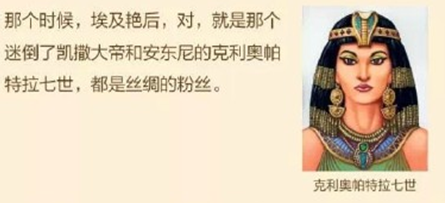 那个时候，埃及艳后，对，就是那个
迷倒了凯撒大帝和安东尼的克利奥帕
特拉七世，都是丝绸的粉丝。
克利奥帕特拉七世